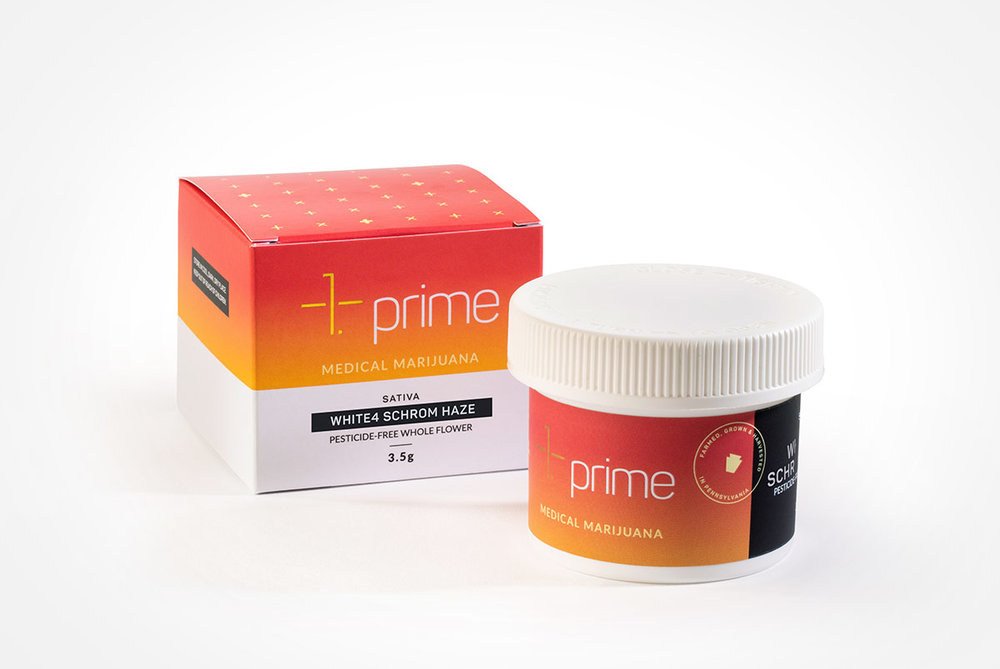 prime
MEDICAL MARIJUANA
SATIVA
WHITE4 SCHROM HAZE
PESTICIDE-FREE WHOLE FLOWER
3.5g
prime
MEDICAL MARIJUANA
FARMED, GROWN & HARVESTED
IN PENNSYLVANIA